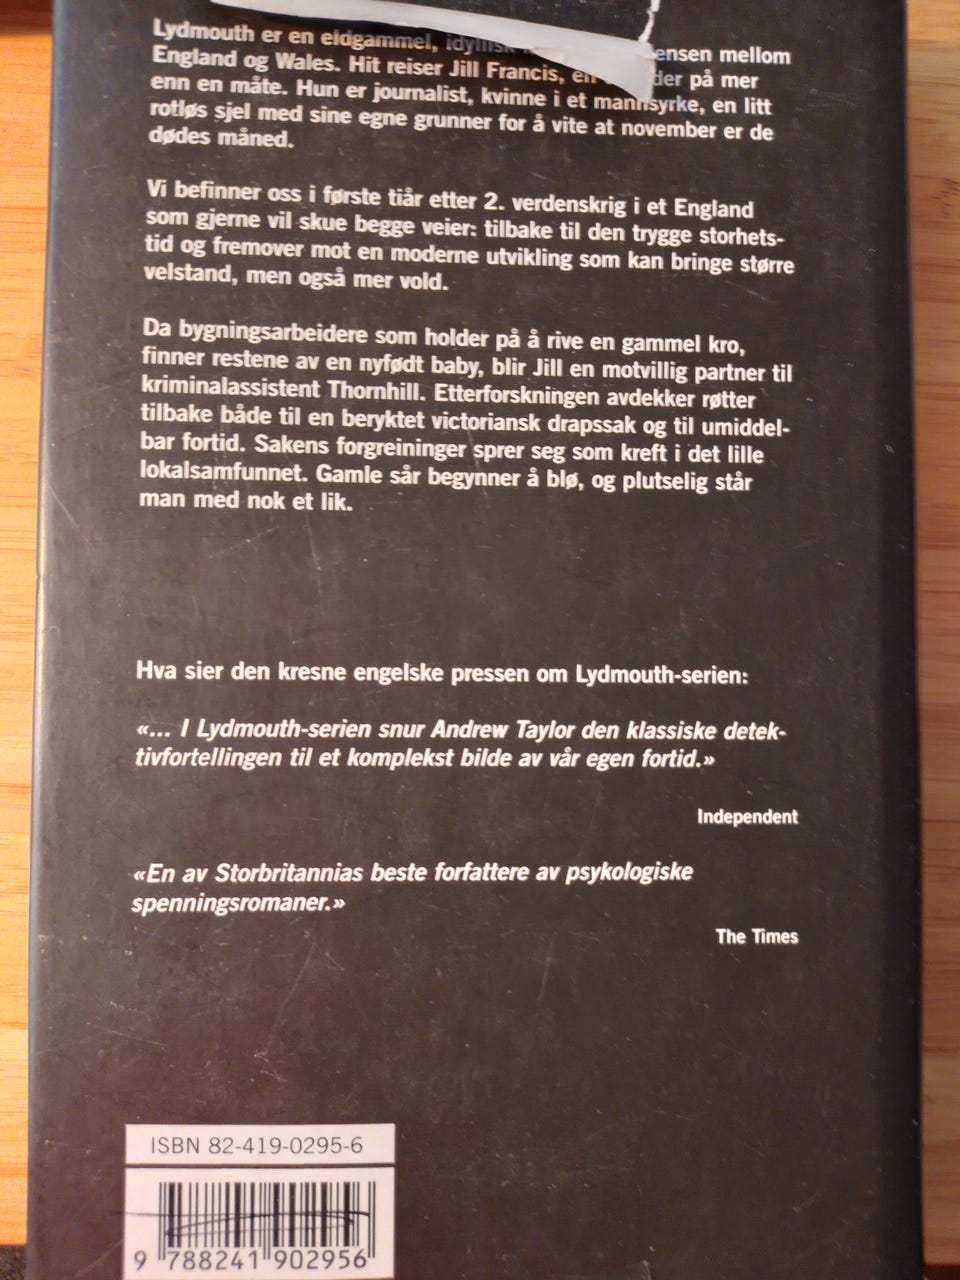 Lydmouth er en eldgammel, idyllisk ensen mellom
England og Wales. Hit reiser Jill Francis, en der på mer
enn en måte. Hun er journalist, kvinne i et mannsyrke, en litt
rotløs sjel med sine egne grunner for å vite at november er de
dødes måned.
Vi befinner oss i første tiår etter 2. verdenskrig i et England
som gjerne vil skue begge veier: tilbake til den trygge storhets-
tid og fremover mot en moderne utvikling som kan bringe større
velstand, men også mer vold.
Da bygningsarbeidere som holder på å rive en gammel kro,
finner restene av en nyfødt baby, blir Jill en motvillig partner til
kriminalassistent Thornhill. Etterforskningen avdekker røtter
tilbake både til en beryktet victoriansk drapssak og til umiddel-
bar fortid. Sakens forgreininger sprer seg som kreft i det lille
lokalsamfunnet. Gamle sår begynner å blø, og plutselig står
man med nok et lik.
Hva sier den kresne engelske pressen om Lydmouth-serien:
«... I Lydmouth-serien snur Andrew Taylor den klassiske detek-
tivfortellingen til et komplekst bilde av vår egen fortid.»
Independent
«En av Storbritannias beste forfattere av psykologiske
spenningsromaner.»
The Times
ISBN 82-419-0295-6
9 788241 902956